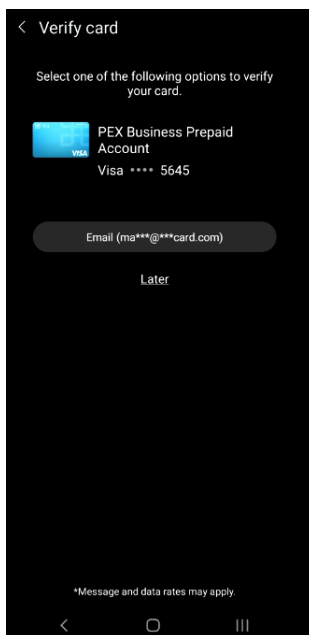 Verify card
Select one of the following options to verify
your card.
VISA
PEX Business Prepaid
Account
Visa •••• 5645
Email (ma***@***card.com)
Later
*Message and data rates may apply.